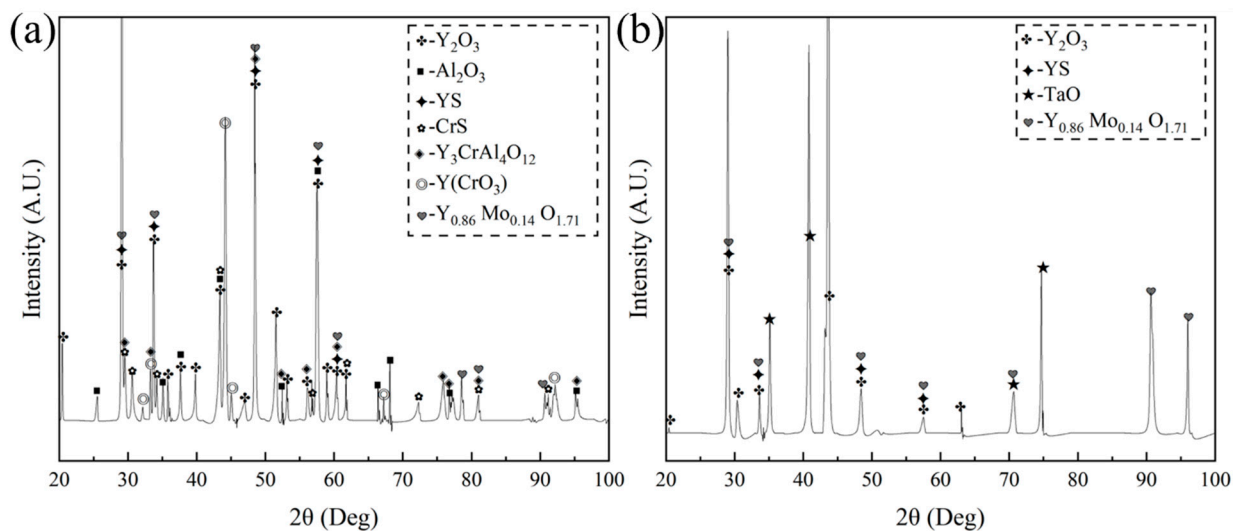 (a)
✤-Y₂O₃
■-Al₂O₃
✦-YS
✿-CrS
◈-Y₃CrAl₄O₁₂
◎-Y(CrO₃)
♥-Y₀.₈₆ Mo₀.₁₄ O₁.₇₁
Intensity (A.U.)
20 30 40 50 60 70 80 90 100
2θ (Deg)
(b)
✤-Y₂O₃
✦-YS
★-TaO
♥-Y₀.₈₆ Mo₀.₁₄ O₁.₇₁
Intensity (A.U.)
20 30 40 50 60 70 80 90 100
2θ (Deg)